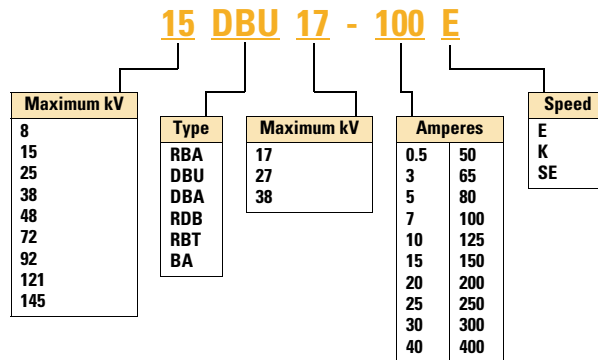 15 DBU 17 - 100 E
Maximum kV
8
15
25
38
48
72
92
121
145
Type
RBA
DBU
DBA
RDB
RBT
BA
Maximum kV
17
27
38
Amperes
0.5 50
3 65
5 80
7 100
10 125
15 150
20 200
25 250
30 300
40 400
Speed
E
K
SE